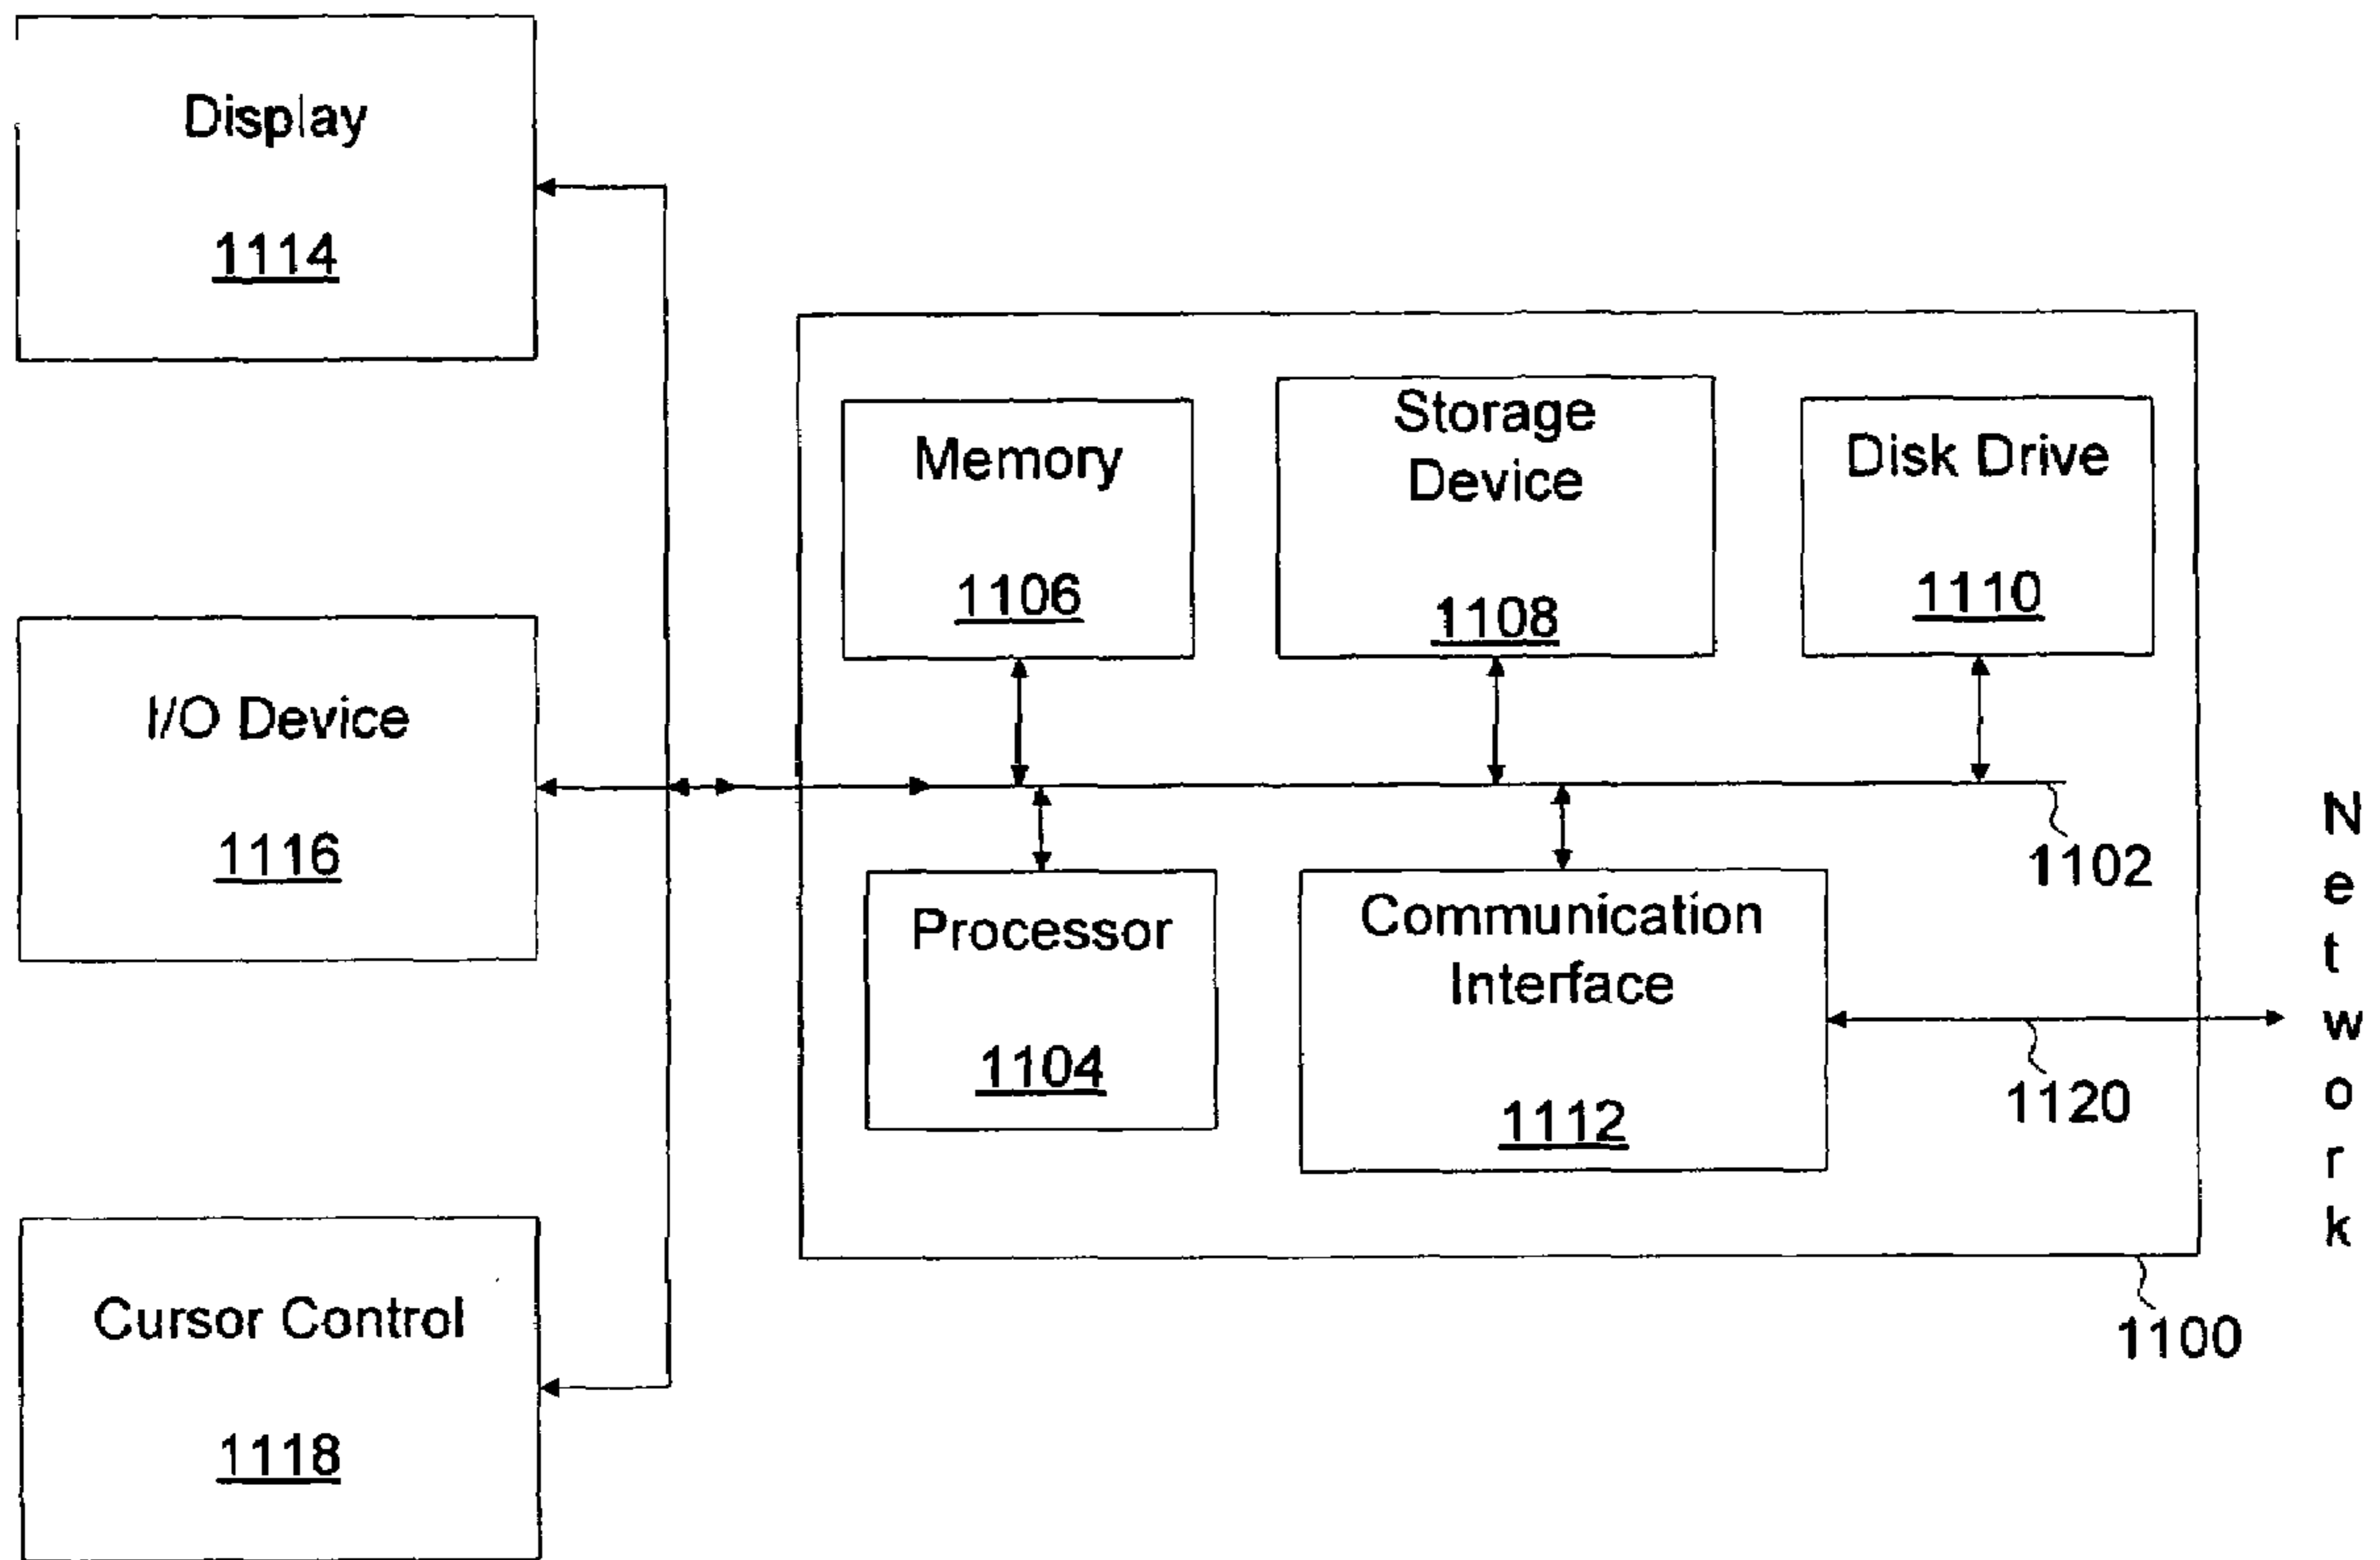 Display
1114
I/O Device
1116
Cursor Control
1118
Memory
1106
Storage
Device
1108
Disk Drive
1110
1102
Processor
1104
Communication
Interface
1112
1120
1100
Network